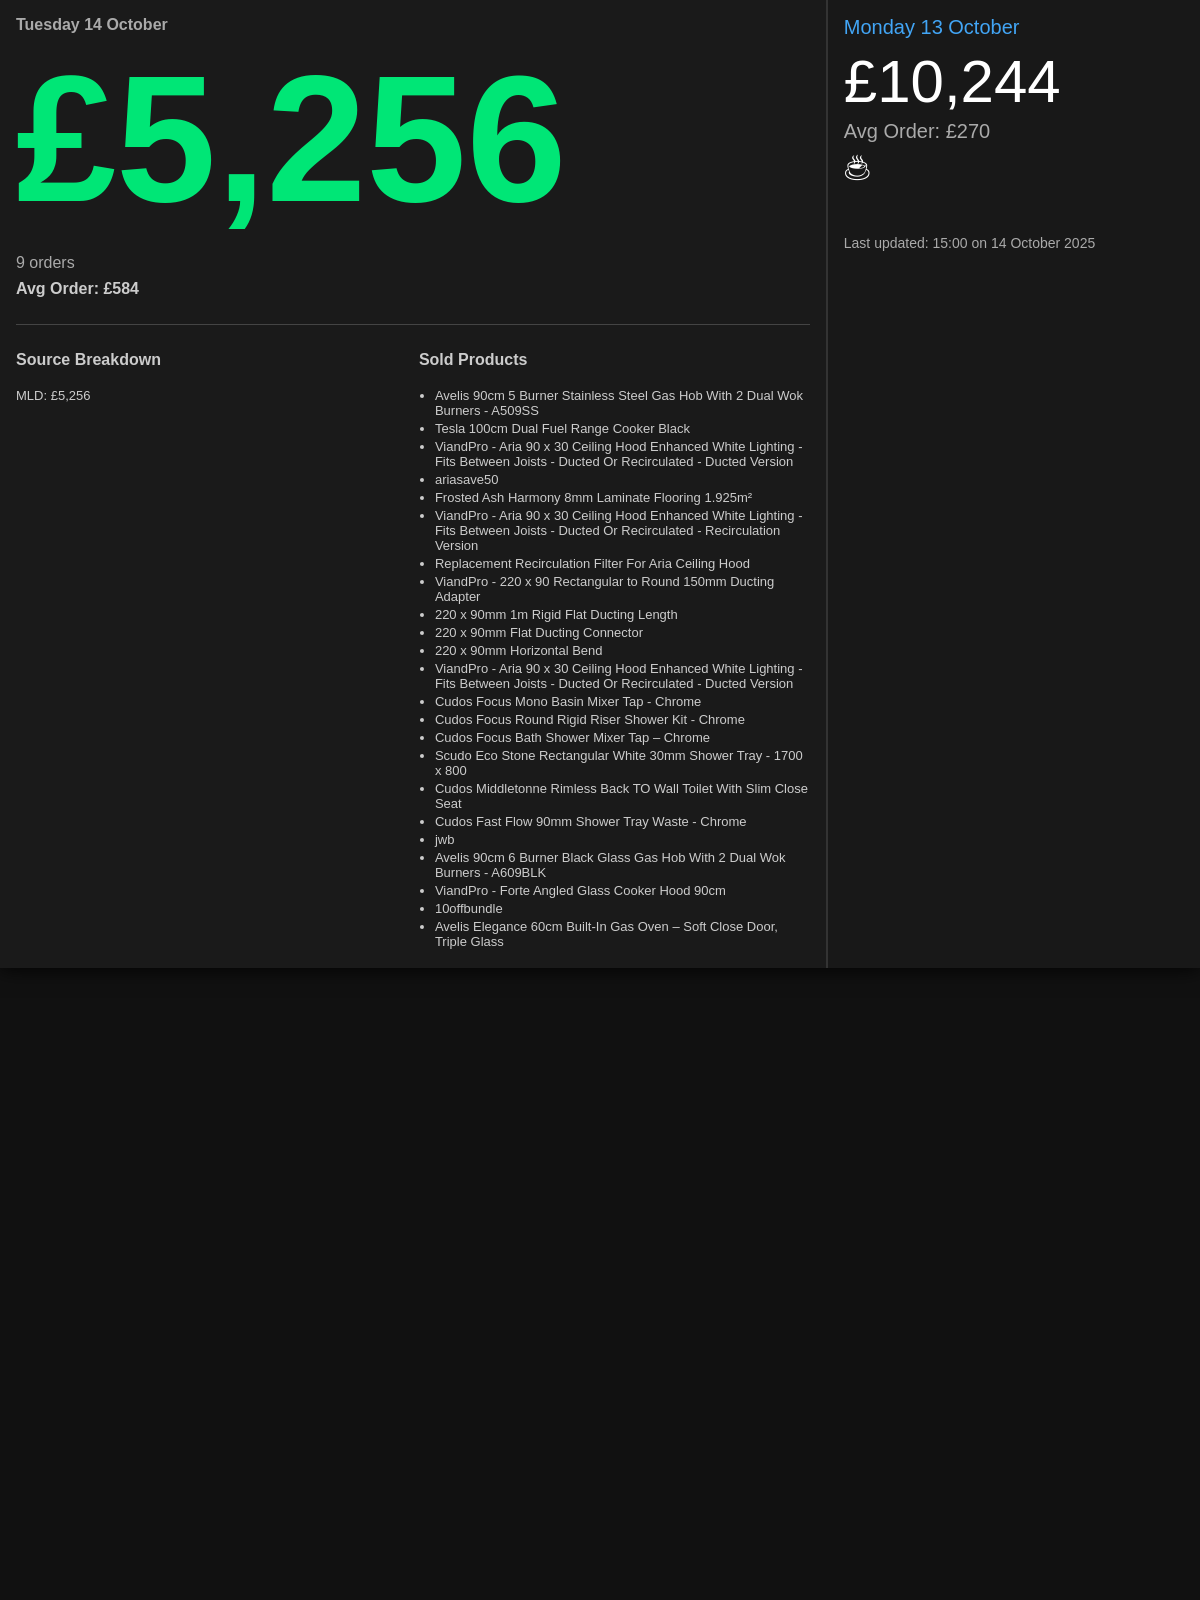 Tuesday 14 October
£5,256
9 orders
Avg Order: £584
Source Breakdown
MLD: £5,256
Sold Products
Avelis 90cm 5 Burner Stainless Steel Gas Hob With 2 Dual Wok
Burners - A509SS
Tesla 100cm Dual Fuel Range Cooker Black
ViandPro - Aria 90 x 30 Ceiling Hood Enhanced White Lighting -
Fits Between Joists - Ducted Or Recirculated - Ducted Version
ariasave50
Frosted Ash Harmony 8mm Laminate Flooring 1.925m²
ViandPro - Aria 90 x 30 Ceiling Hood Enhanced White Lighting -
Fits Between Joists - Ducted Or Recirculated - Recirculation
Version
Replacement Recirculation Filter For Aria Ceiling Hood
ViandPro - 220 x 90 Rectangular to Round 150mm Ducting
Adapter
220 x 90mm 1m Rigid Flat Ducting Length
220 x 90mm Flat Ducting Connector
220 x 90mm Horizontal Bend
ViandPro - Aria 90 x 30 Ceiling Hood Enhanced White Lighting -
Fits Between Joists - Ducted Or Recirculated - Ducted Version
Cudos Focus Mono Basin Mixer Tap - Chrome
Cudos Focus Round Rigid Riser Shower Kit - Chrome
Cudos Focus Bath Shower Mixer Tap – Chrome
Scudo Eco Stone Rectangular White 30mm Shower Tray - 1700
x 800
Cudos Middletonne Rimless Back TO Wall Toilet With Slim Close
Seat
Cudos Fast Flow 90mm Shower Tray Waste - Chrome
jwb
Avelis 90cm 6 Burner Black Glass Gas Hob With 2 Dual Wok
Burners - A609BLK
ViandPro - Forte Angled Glass Cooker Hood 90cm
10offbundle
Avelis Elegance 60cm Built-In Gas Oven – Soft Close Door,
Triple Glass
Monday 13 October
£10,244
Avg Order: £270
Last updated: 15:00 on 14 October 2025